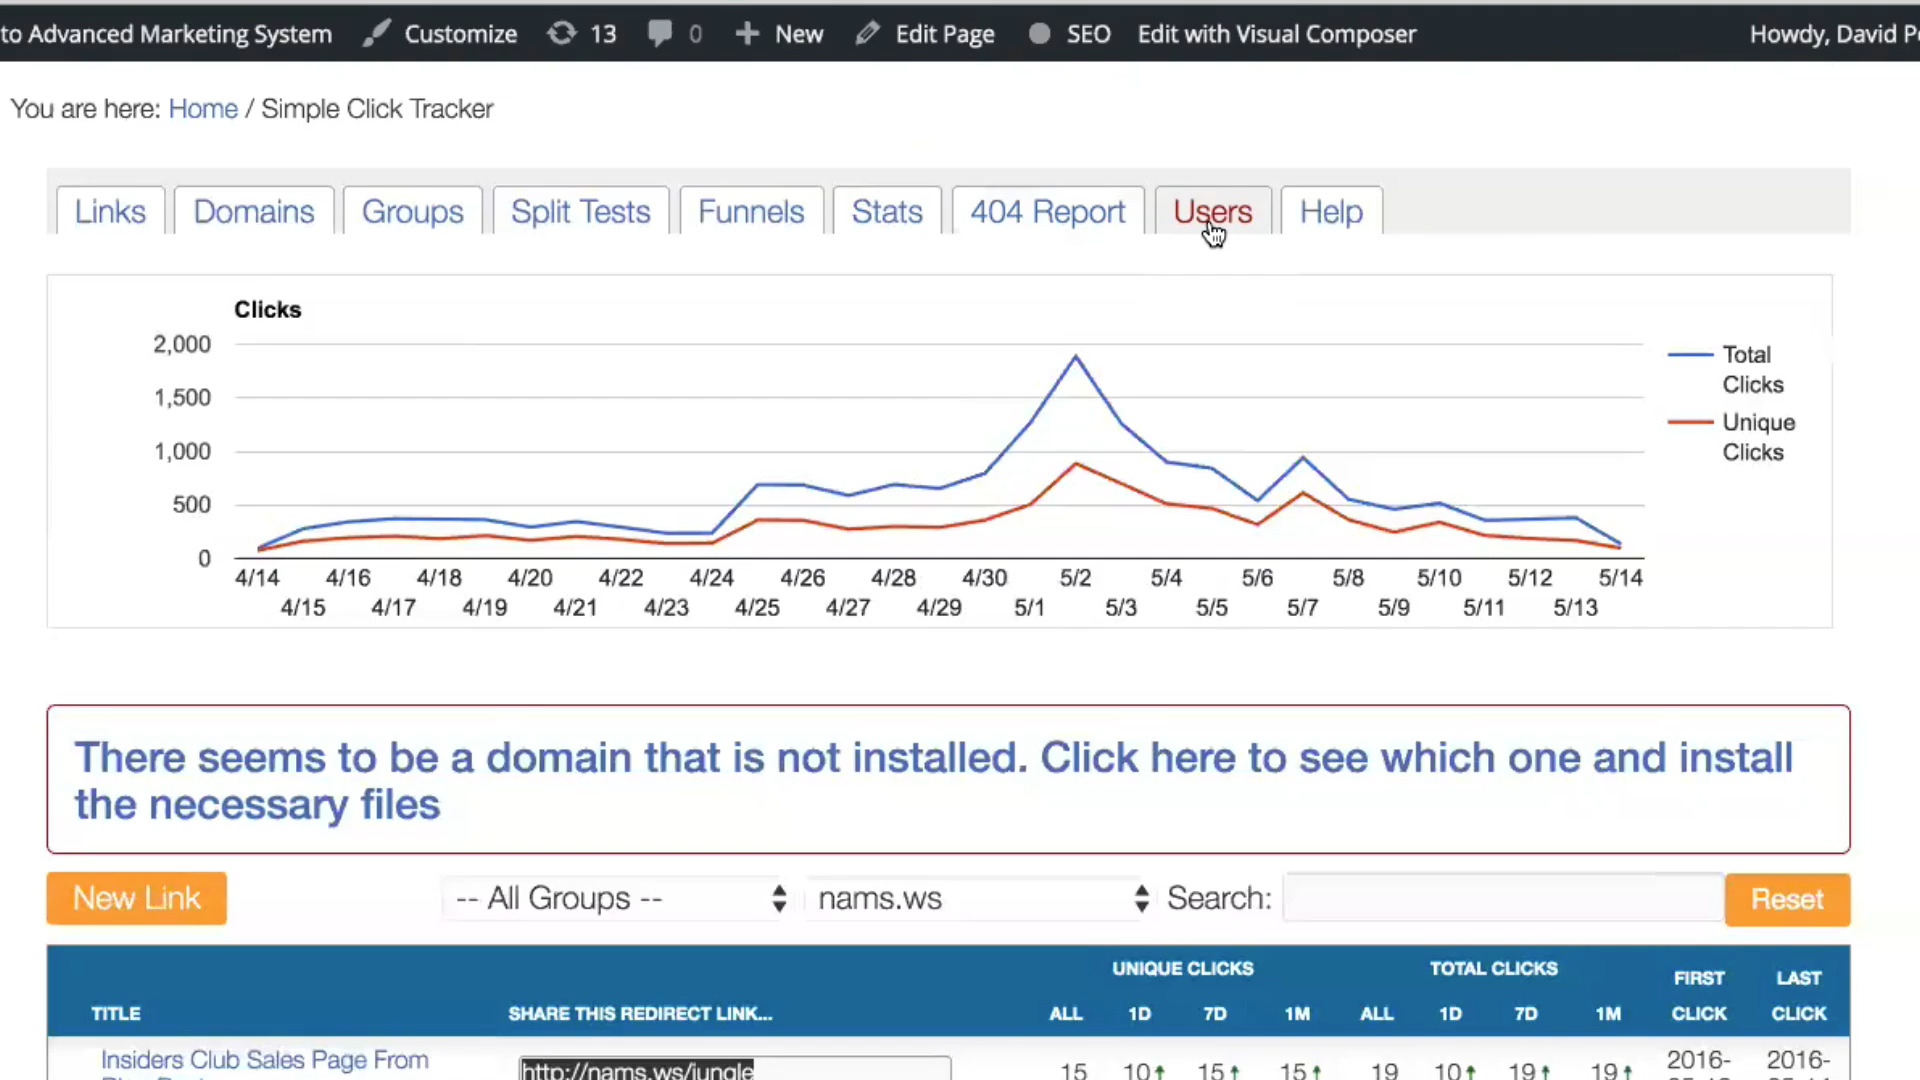 to Advanced Marketing System Customize 13 0 New Edit Page SEO Edit with Visual Composer Howdy, David
You are here: Home / Simple Click Tracker
Links Domains Groups Split Tests Funnels Stats 404 Report Users Help
Clicks
2,000
1,500
1,000
500
0
4/14 4/16 4/18 4/20 4/22 4/24 4/26 4/28 4/30 5/2 5/4 5/6 5/8 5/10 5/12 5/14
4/15 4/17 4/19 4/21 4/23 4/25 4/27 4/29 5/1 5/3 5/5 5/7 5/9 5/11 5/13
Total
Clicks
Unique
Clicks
There seems to be a domain that is not installed. Click here to see which one and install
the necessary files
New Link -- All Groups -- nams.ws Search: Reset
UNIQUE CLICKS TOTAL CLICKS FIRST LAST
TITLE SHARE THIS REDIRECT LINK... ALL 1D 7D 1M ALL 1D 7D 1M CLICK CLICK
Insiders Club Sales Page From http://nams.ws/jungle 15 10↑ 15↑ 15↑ 19 10↑ 19↑ 19↑ 2016- 2016-